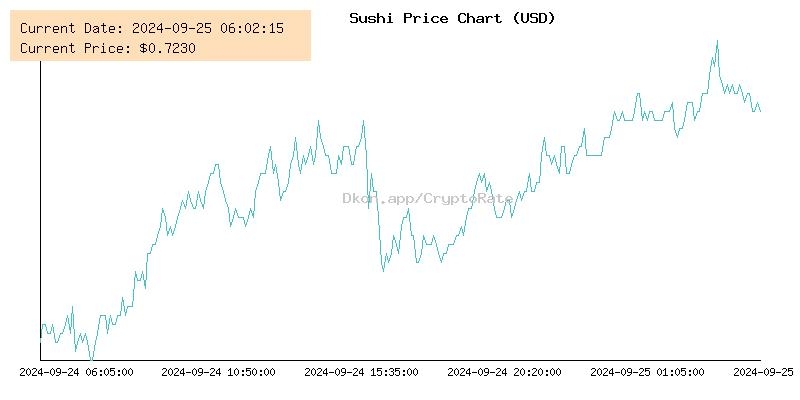 Sushi Price Chart (USD)
Current Date: 2024-09-25 06:02:15
Current Price: $0.7230
Dkon.app/CryptoRate
2024-09-24 06:05:00 2024-09-24 10:50:00 2024-09-24 15:35:00 2024-09-24 20:20:00 2024-09-25 01:05:00 2024-09-25